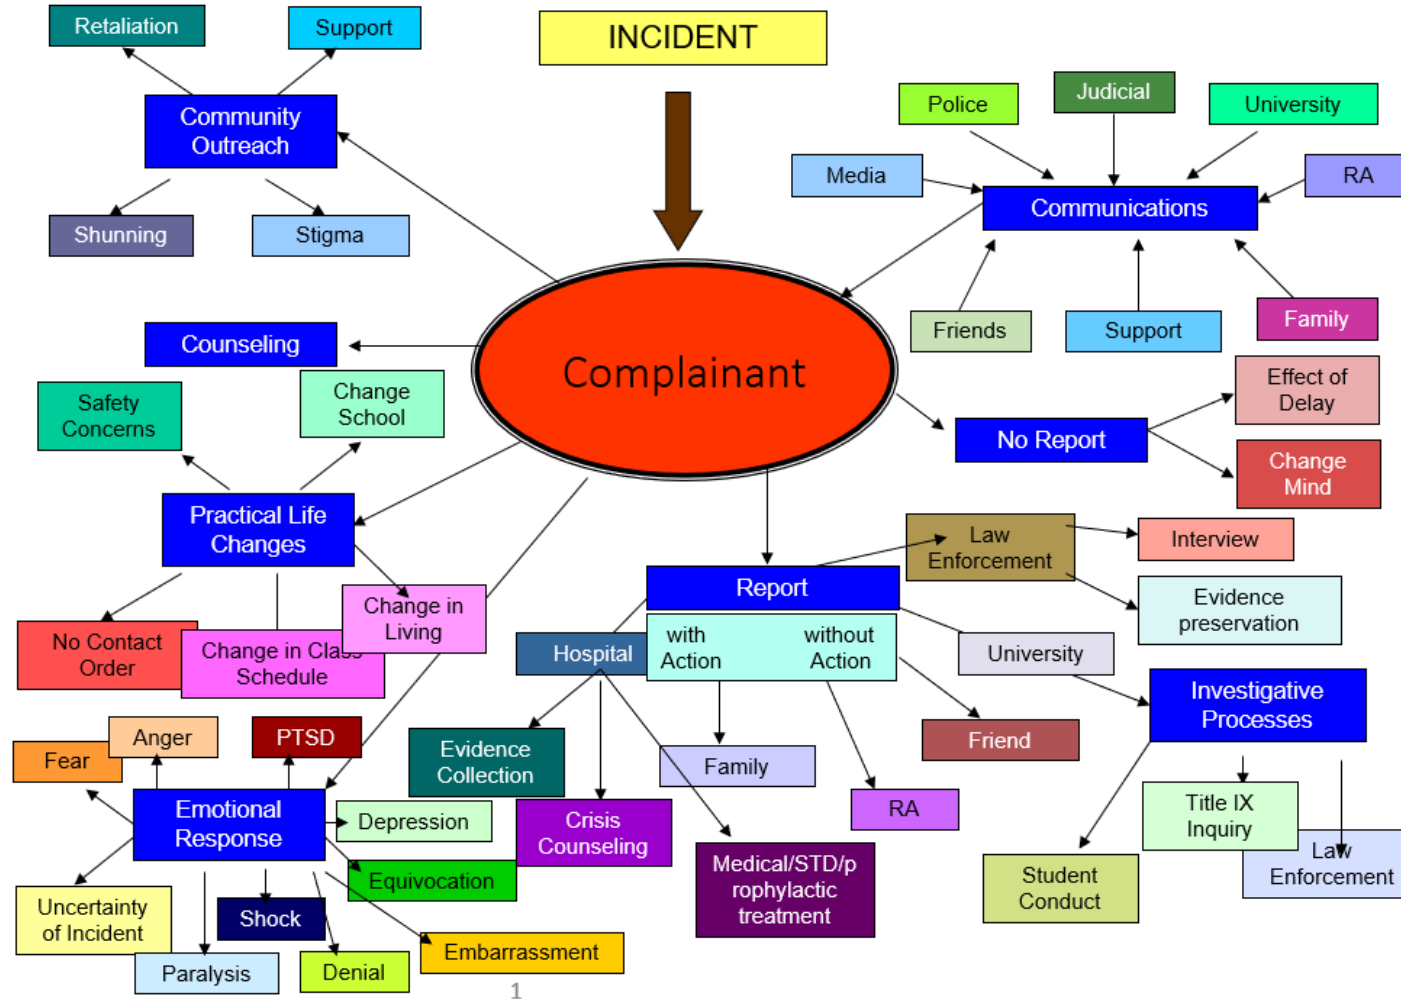 INCIDENT
Retaliation
Support
Community
Outreach
Shunning
Stigma
Police
Judicial
University
Media
RA
Communications
Friends
Support
Family
Complainant
Counseling
Safety
Concerns
Change
School
Practical Life
Changes
No Contact
Order
Change in Class
Schedule
Change in
Living
No Report
Effect of
Delay
Change
Mind
Report
with
Action
without
Action
Law
Enforcement
Interview
Evidence
preservation
Hospital
University
Investigative
Processes
Evidence
Collection
Crisis
Counseling
Medical/STD/p
rophylactic
treatment
Family
RA
Friend
Student
Conduct
Title IX
Inquiry
Law
Enforcement
Fear
Anger
PTSD
Emotional
Response
Depression
Equivocation
Uncertainty
of Incident
Paralysis
Shock
Denial
Embarrassment
1